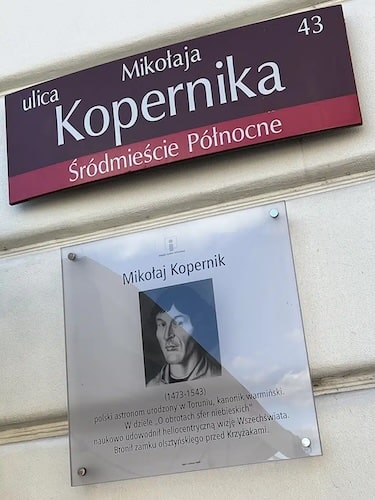 ulica
Mikołaja
43
Kopernika
Śródmieście Północne
Mikołaj Kopernik
(1473-1543)
polski astronom urodzony w Toruniu, kanonik warmiński.
W dziele „O obrotach sfer niebieskich"
naukowo udowodnił heliocentryczną wizję Wszechświata.
Bronił zamku olsztyńskiego przed Krzyżakami.